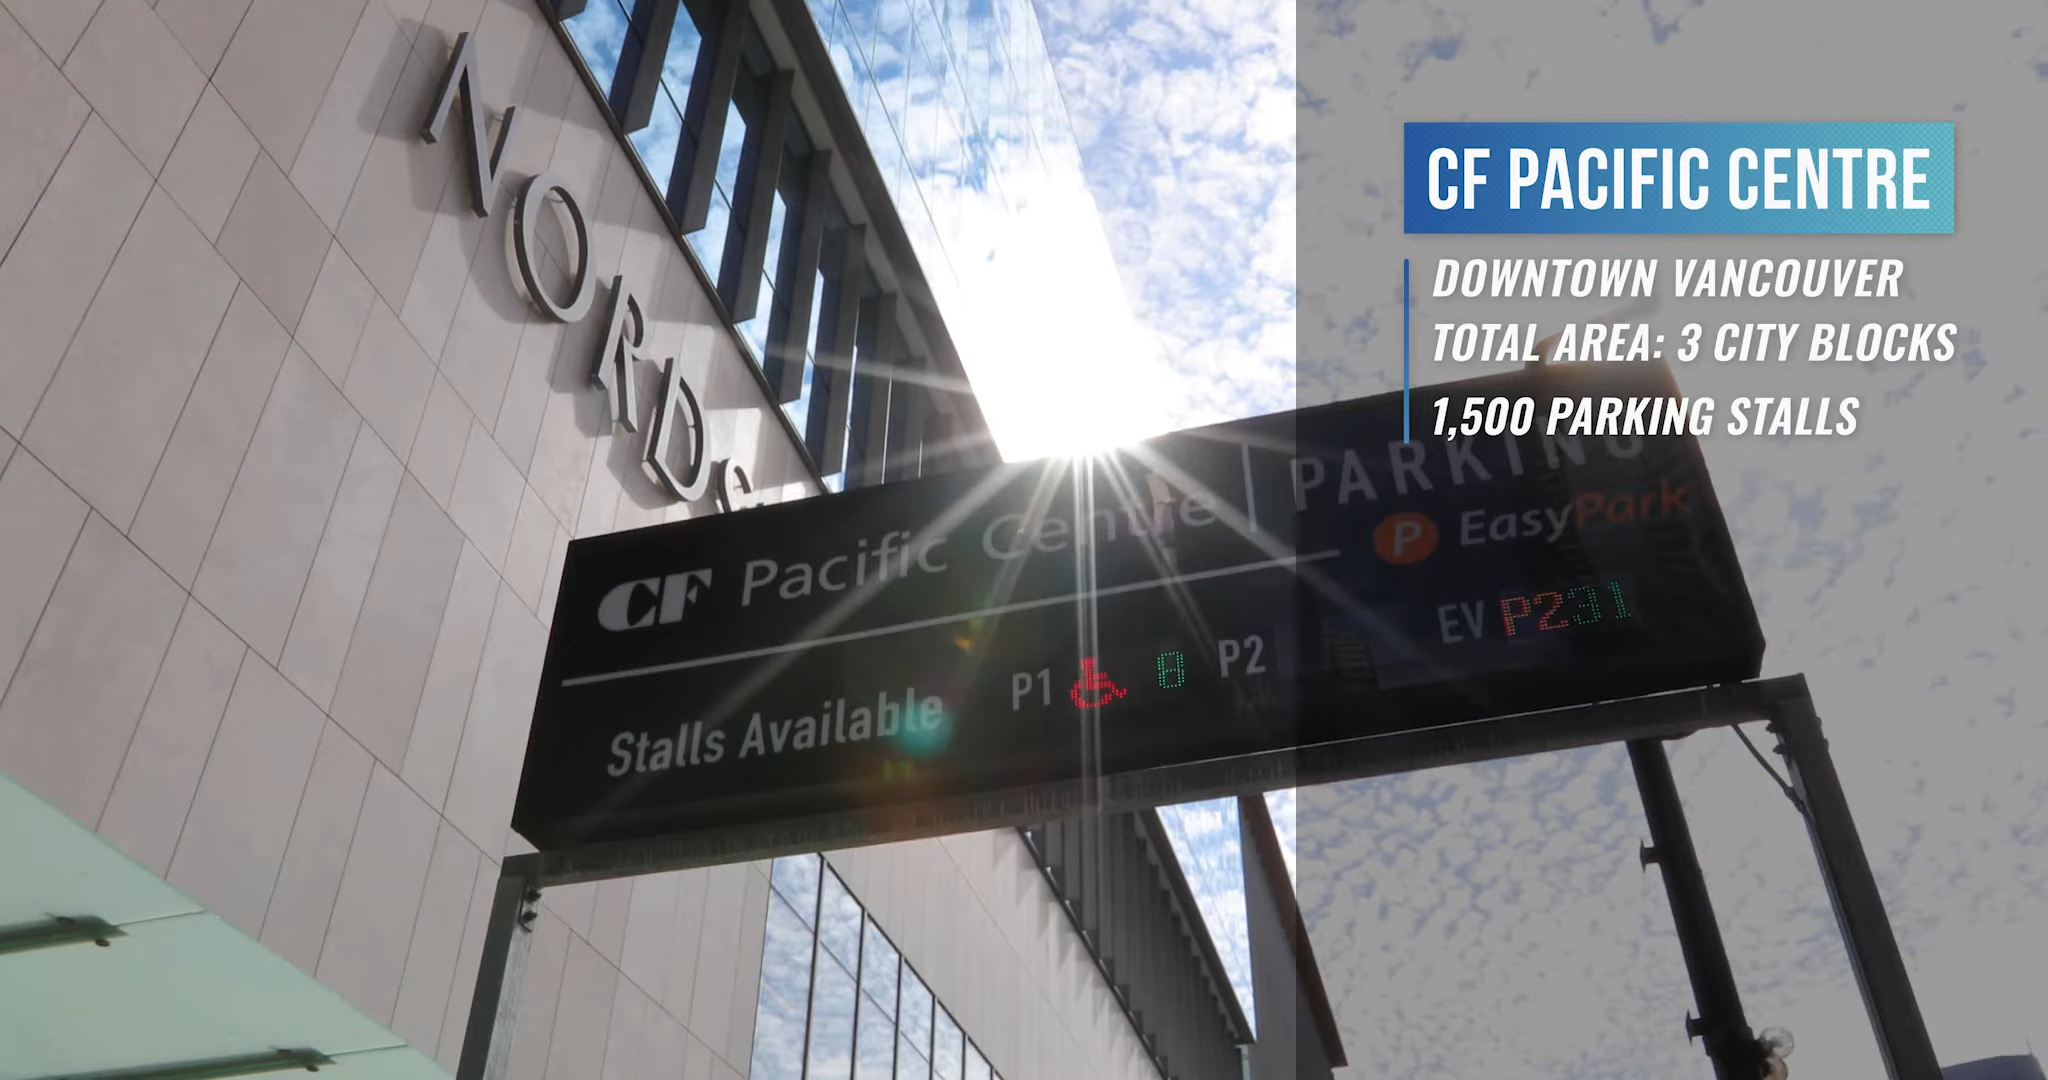 NORDS
CF PACIFIC CENTRE
DOWNTOWN VANCOUVER
TOTAL AREA: 3 CITY BLOCKS
1,500 PARKING STALLS
CF Pacific Centre | PARKING
P EasyPark
Stalls Available P1 8 P2 EV P231